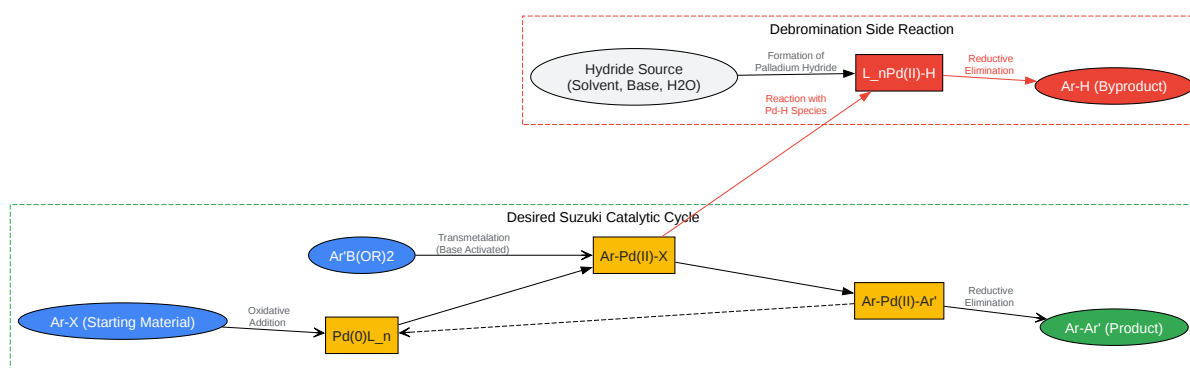 Debromination Side Reaction
Hydride Source
(Solvent, Base, H2O)
Formation of
Palladium Hydride
L_nPd(II)-H
Reductive
Elimination
Ar-H (Byproduct)
Reaction with
Pd-H Species
Desired Suzuki Catalytic Cycle
Ar'B(OR)2
Transmetalation
(Base Activated)
Ar-Pd(II)-X
Ar-X (Starting Material)
Oxidative
Addition
Pd(0)L_n
Ar-Pd(II)-Ar'
Reductive
Elimination
Ar-Ar' (Product)